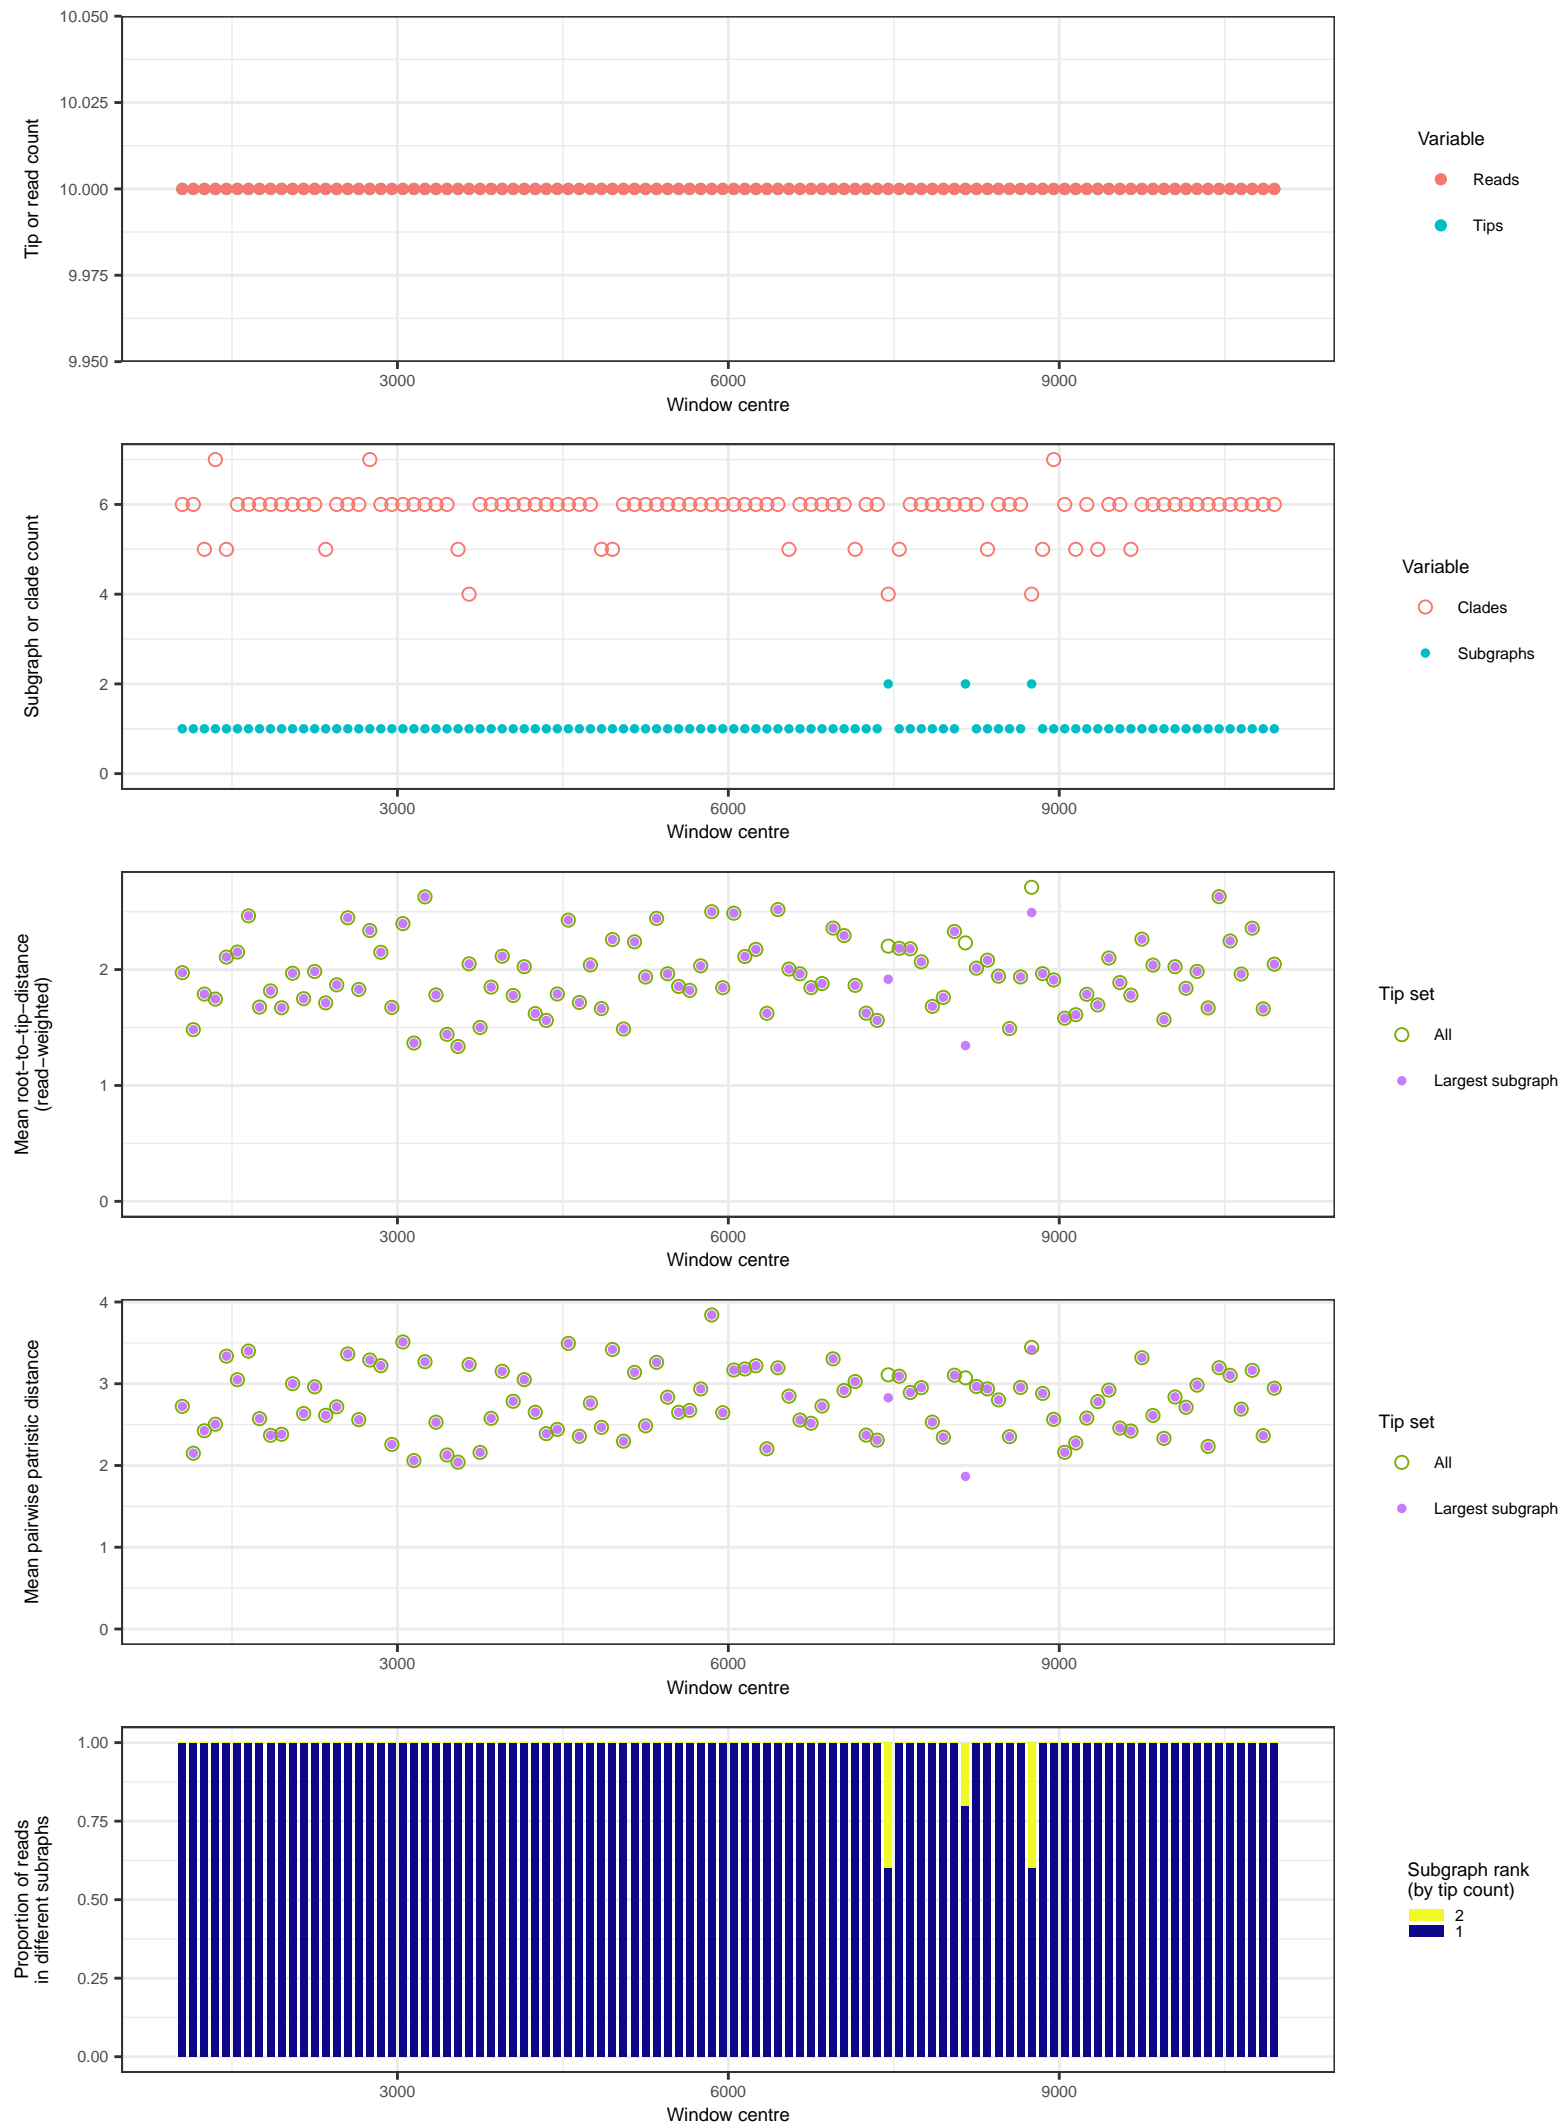 10.050
10.025
10.000
9.975
9.950
Tip or read count
3000
6000
9000
Window centre
Variable
Reads
Tips
6
4
2
0
Subgraph or clade count
3000
6000
9000
Window centre
Variable
Clades
Subgraphs
2
1
0
Mean root−to−tip−distance
(read−weighted)
3000
6000
9000
Window centre
Tip set
All
Largest subgraph
4
3
2
1
0
Mean pairwise patristic distance
3000
6000
9000
Window centre
Tip set
All
Largest subgraph
1.00
0.75
0.50
0.25
0.00
Proportion of reads
in different subraphs
3000
6000
9000
Window centre
Subgraph rank
(by tip count)
2
1